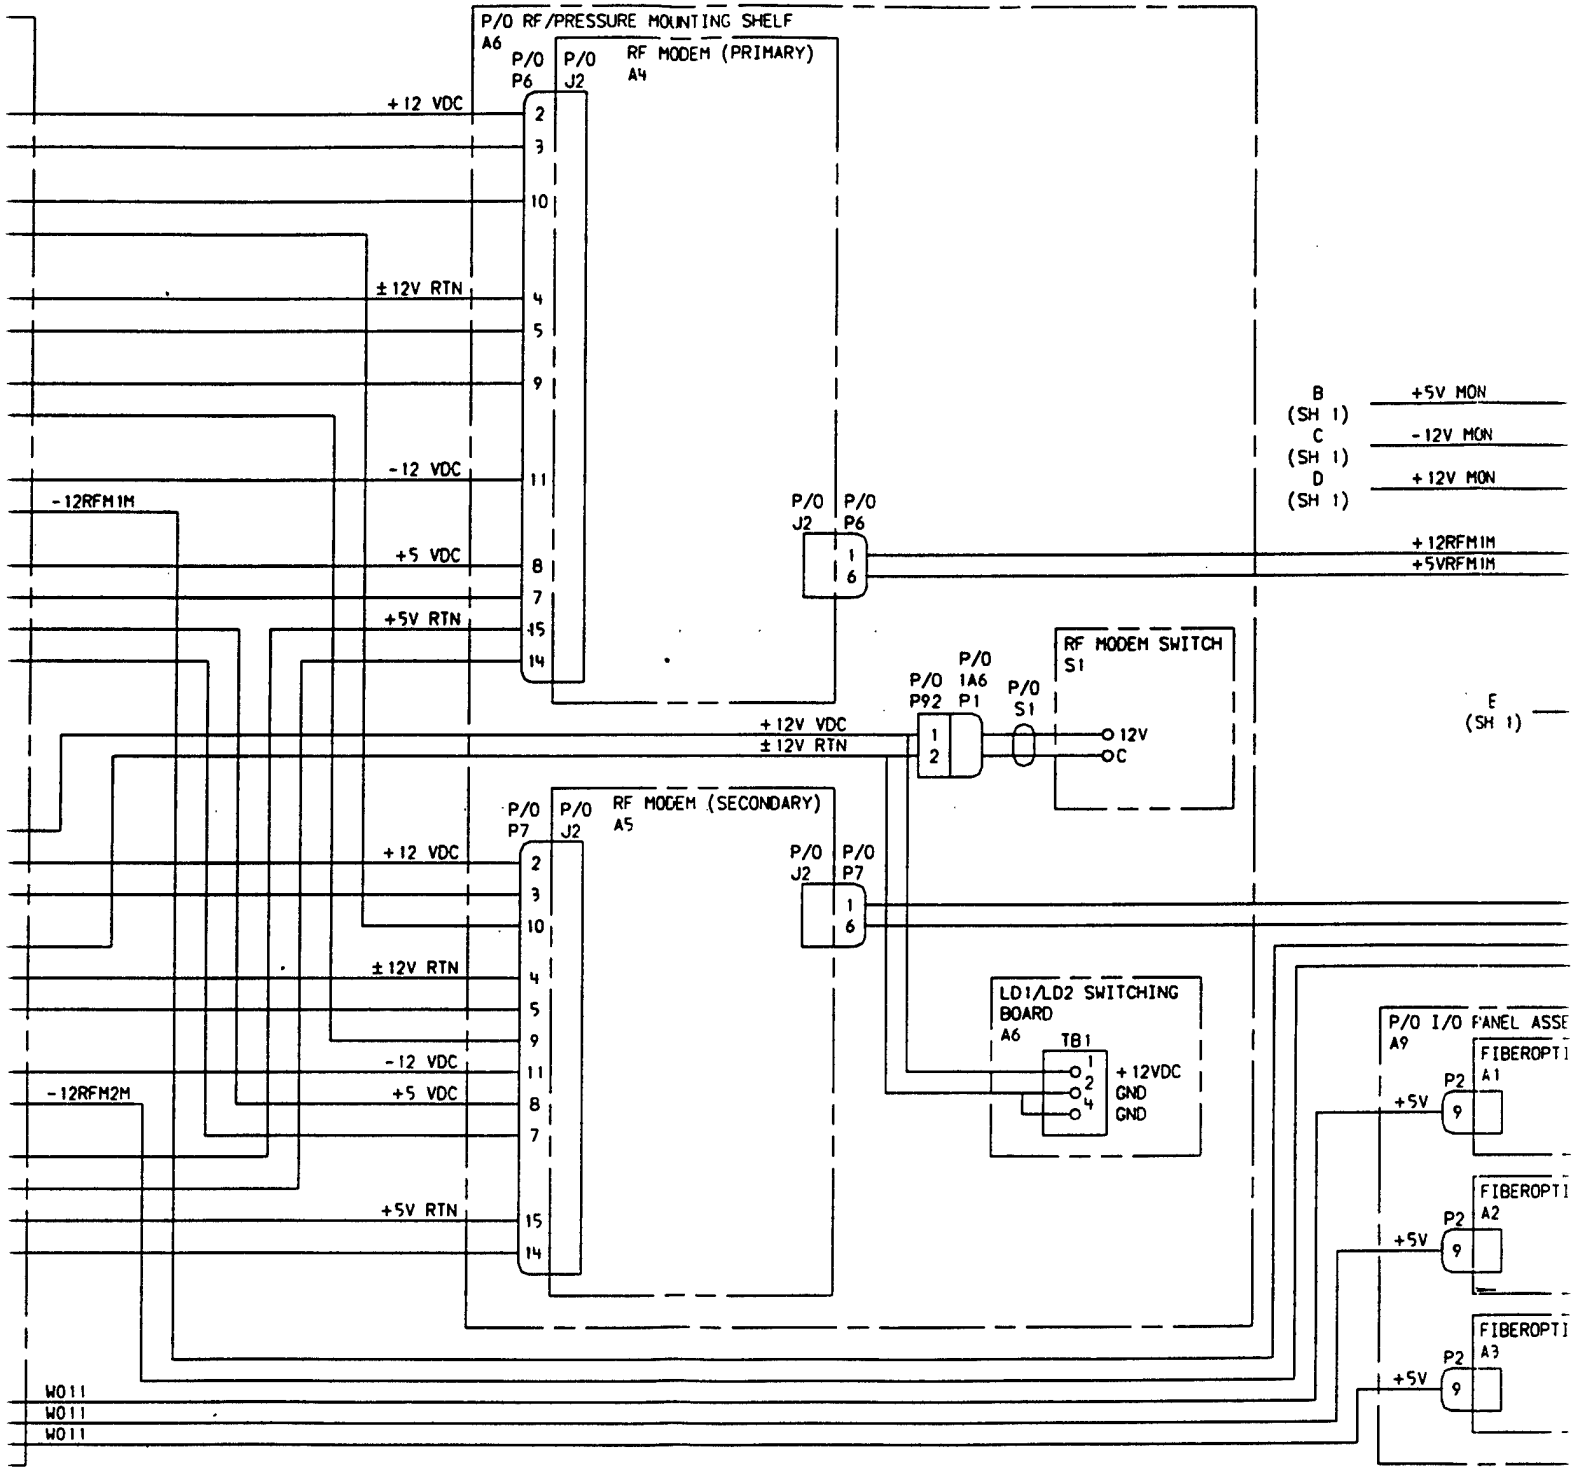 P/O RF/PRESSURE MOUNTING SHELF
A6
RF MODEM (PRIMARY)
A4
P/O P/O
P6 J2
+12 VDC
2
3
10
±12V RTN
4
5
9
-12 VDC
11
-12RFM1M
+5 VDC
8
7
+5V RTN
15
14
P/O P/O
J2 P6
1
6
B
(SH 1)
+5V MON
C
(SH 1)
-12V MON
D
(SH 1)
+12V MON
+12RFM1M
+5VRFM1M
RF MODEM SWITCH
S1
P/O
P92
P/O
1A6
P1
P/O
S1
+12V VDC
±12V RTN
1
2
12V
C
E
(SH 1)
RF MODEM (SECONDARY)
A5
P/O P/O
P7 J2
+12 VDC
2
3
10
±12V RTN
4
5
9
-12 VDC
11
-12RFM2M
+5 VDC
8
7
+5V RTN
15
14
P/O P/O
J2 P7
1
6
LD1/LD2 SWITCHING
BOARD
A6
TB1
1
+12VDC
2
GND
4
GND
P/O I/O PANEL ASSE
A9
FIBEROPTI
A1
P2
+5V
9
FIBEROPTI
A2
P2
+5V
9
FIBEROPTI
A3
P2
+5V
9
W011
W011
W011